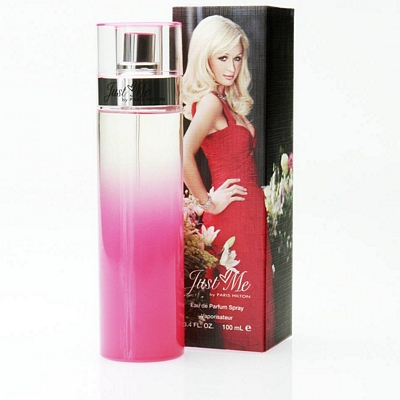 Just Me
by PARIS HILTON
Just Me
by PARIS HILTON
Eau de Parfum Spray
Vaporisateur
3.4 FL. OZ. 100 mL e